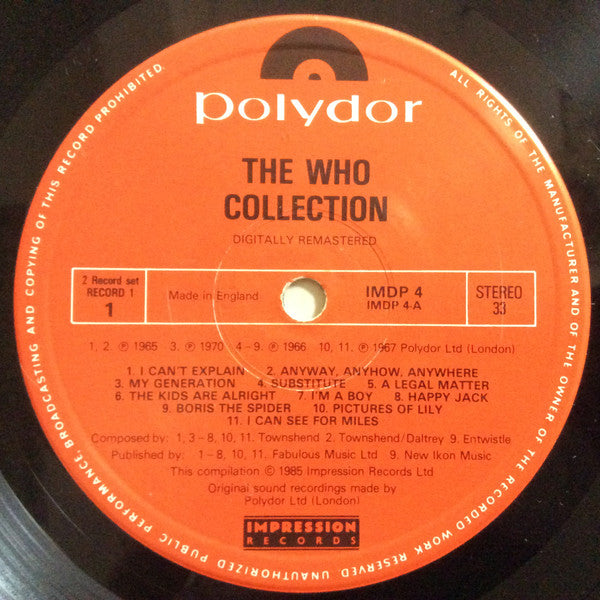 polydor
THE WHO
COLLECTION
DIGITALLY REMASTERED
2 Record set
RECORD 1
1
Made in England
IMDP 4
IMDP 4-A
STEREO
33
1, 2. ℗ 1965 3. ℗ 1970 4 - 9. ℗ 1966 10, 11. ℗ 1967 Polydor Ltd (London)
1. I CAN'T EXPLAIN 2. ANYWAY, ANYHOW, ANYWHERE
3. MY GENERATION 4. SUBSTITUTE 5. A LEGAL MATTER
6. THE KIDS ARE ALRIGHT 7. I'M A BOY 8. HAPPY JACK
9. BORIS THE SPIDER 10. PICTURES OF LILY
11. I CAN SEE FOR MILES
Composed by: 1, 3 – 8, 10, 11. Townshend 2. Townshend/Daltrey 9. Entwistle
Published by: 1 – 8, 10, 11. Fabulous Music Ltd 9. New Ikon Music
This compilation © 1985 Impression Records Ltd
Original sound recordings made by
Polydor Ltd (London)
IMPRESSION
RECORDS
ALL RIGHTS OF THE MANUFACTURER AND OF THE OWNER OF THE RECORDED WORK RESERVED. UNAUTHORIZED PUBLIC PERFORMANCE, BROADCASTING AND COPYING OF THIS RECORD PROHIBITED.